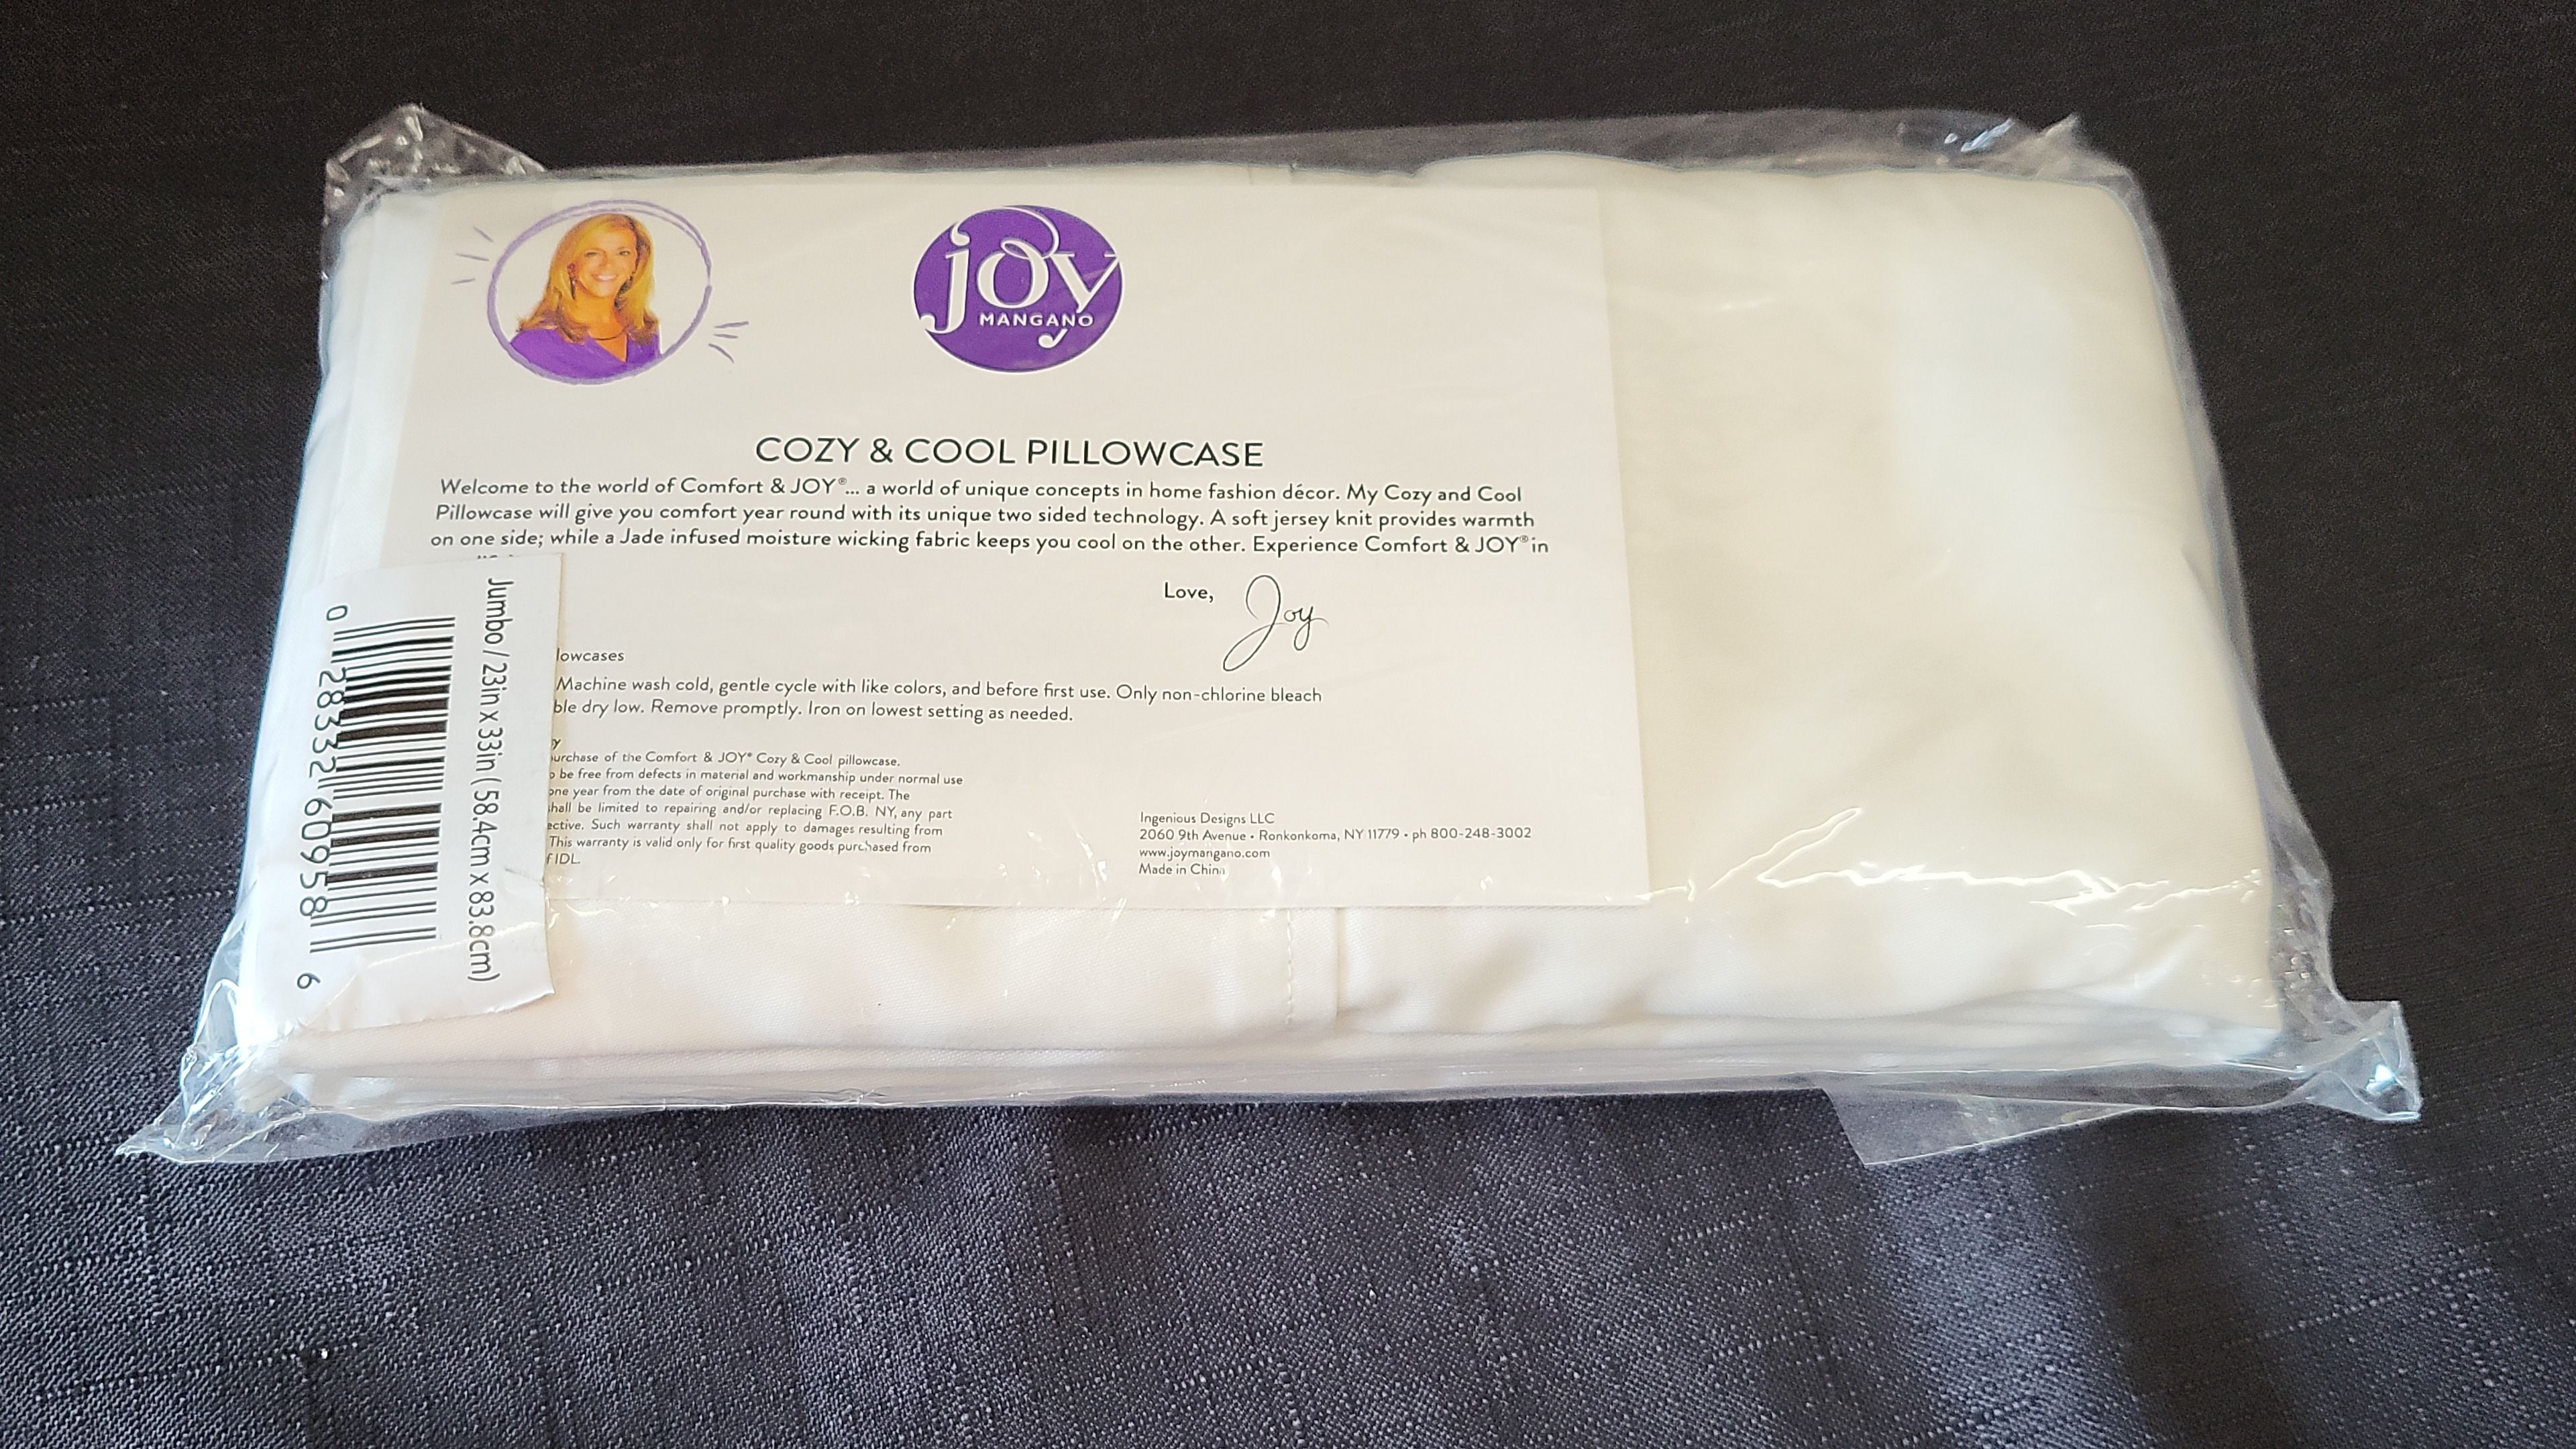 joy
MANGANO
COZY & COOL PILLOWCASE
Welcome to the world of Comfort & JOY®... a world of unique concepts in home fashion décor. My Cozy and Cool
Pillowcase will give you comfort year round with its unique two sided technology. A soft jersey knit provides warmth
on one side; while a Jade infused moisture wicking fabric keeps you cool on the other. Experience Comfort & JOY® in
Love, Joy
lowcases
Machine wash cold, gentle cycle with like colors, and before first use. Only non-chlorine bleach
ble dry low. Remove promptly. Iron on lowest setting as needed.
y
urchase of the Comfort & JOY® Cozy & Cool pillowcase.
o be free from defects in material and workmanship under normal use
one year from the date of original purchase with receipt. The
hall be limited to repairing and/or replacing F.O.B. NY, any part
ective. Such warranty shall not apply to damages resulting from
This warranty is valid only for first quality goods purchased from
f IDL.
Ingenious Designs LLC
2060 9th Avenue • Ronkonkoma, NY 11779 • ph 800-248-3002
www.joymangano.com
Made in China
Jumbo / 23in x 33in ( 58.4cm x 83.8cm)
0 28332 60958 6